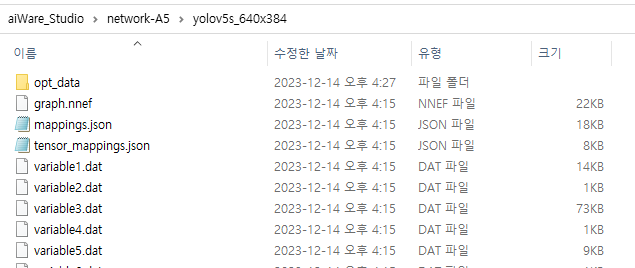 aiWare_Studio > network-A5 > yolov5s_640x384
이름 수정한 날짜 유형 크기
opt_data 2023-12-14 오후 4:27 파일 폴더
graph.nnef 2023-12-14 오후 4:15 NNEF 파일 22KB
mappings.json 2023-12-14 오후 4:15 JSON 파일 18KB
tensor_mappings.json 2023-12-14 오후 4:15 JSON 파일 8KB
variable1.dat 2023-12-14 오후 4:15 DAT 파일 14KB
variable2.dat 2023-12-14 오후 4:15 DAT 파일 1KB
variable3.dat 2023-12-14 오후 4:15 DAT 파일 73KB
variable4.dat 2023-12-14 오후 4:15 DAT 파일 1KB
variable5.dat 2023-12-14 오후 4:15 DAT 파일 9KB